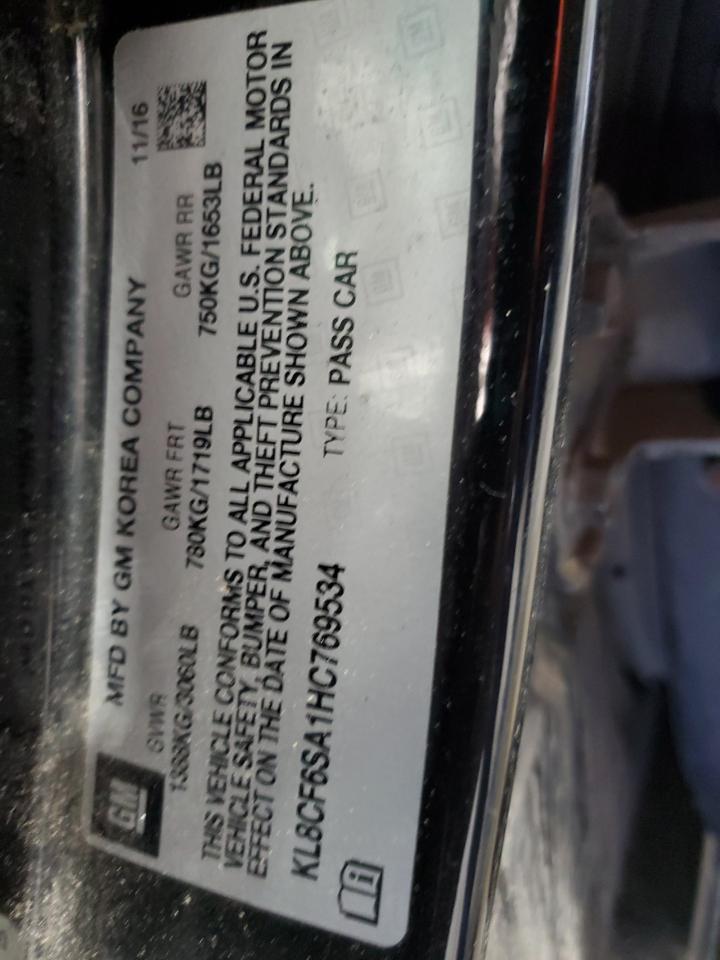 GM
MFD BY GM KOREA COMPANY 11/16
GVWR GAWR FRT GAWR RR
1388KG/3060LB 780KG/1719LB 750KG/1653LB
THIS VEHICLE CONFORMS TO ALL APPLICABLE U.S. FEDERAL MOTOR
VEHICLE SAFETY, BUMPER, AND THEFT PREVENTION STANDARDS IN
EFFECT ON THE DATE OF MANUFACTURE SHOWN ABOVE.
KL8CF6SA1HC769534 TYPE: PASS CAR